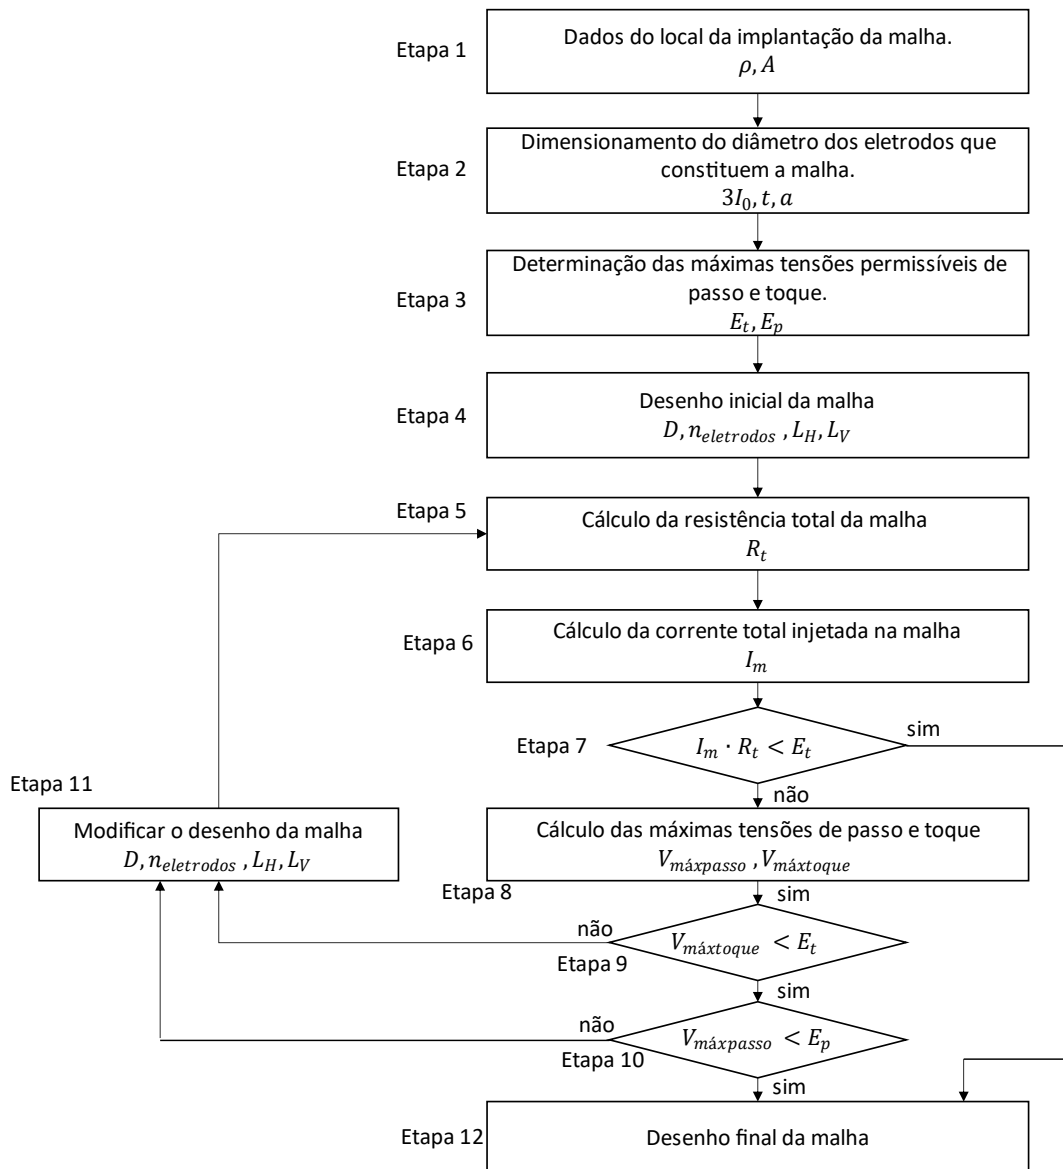 Etapa 1
Dados do local da implantação da malha.
ρ, A
Etapa 2
Dimensionamento do diâmetro dos eletrodos que
constituem a malha.
3I₀, t, a
Etapa 3
Determinação das máximas tensões permissíveis de
passo e toque.
Eₜ, Eₚ
Etapa 4
Desenho inicial da malha
D, n_eletrodos , L_H, L_V
Etapa 5
Cálculo da resistência total da malha
Rₜ
Etapa 6
Cálculo da corrente total injetada na malha
Iₘ
Etapa 7
Iₘ · Rₜ < Eₜ
sim
não
Etapa 11
Modificar o desenho da malha
D, n_eletrodos , L_H, L_V
Etapa 8
Cálculo das máximas tensões de passo e toque
V_máxpasso , V_máxtoque
sim
não
Etapa 9
V_máxtoque < Eₜ
sim
não
Etapa 10
V_máxpasso < Eₚ
sim
Etapa 12
Desenho final da malha